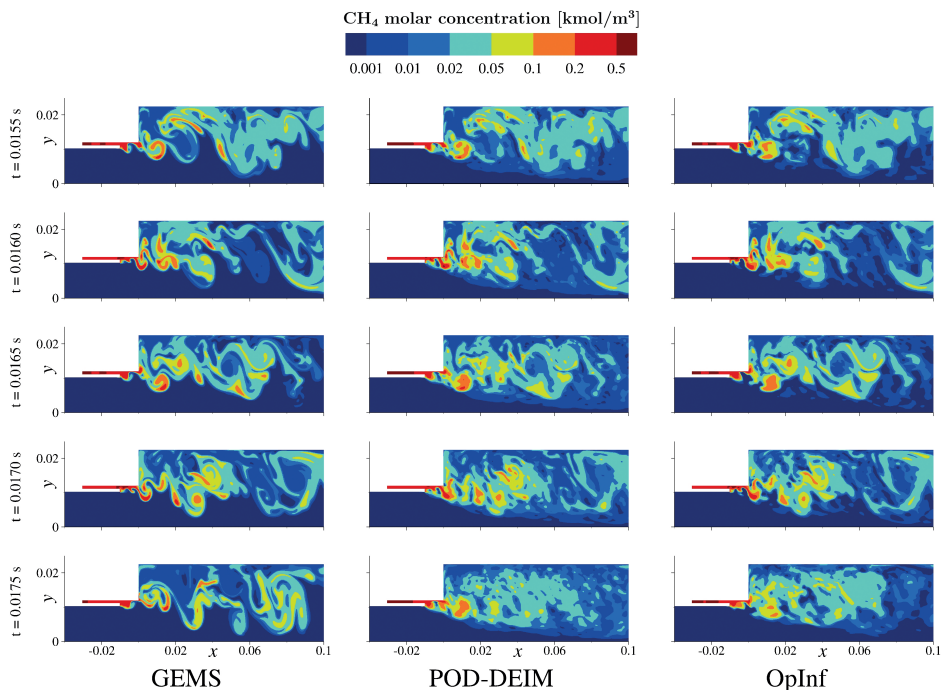 CH₄ molar concentration [kmol/m³]
0.001 0.01 0.02 0.05 0.1 0.2 0.5
t = 0.0155 s
y
0.02
0
t = 0.0160 s
y
0.02
0
t = 0.0165 s
y
0.02
0
t = 0.0170 s
y
0.02
0
t = 0.0175 s
y
0.02
0
-0.02 0.02 x 0.06 0.1 -0.02 0.02 x 0.06 0.1 -0.02 0.02 x 0.06 0.1
GEMS POD-DEIM OpInf